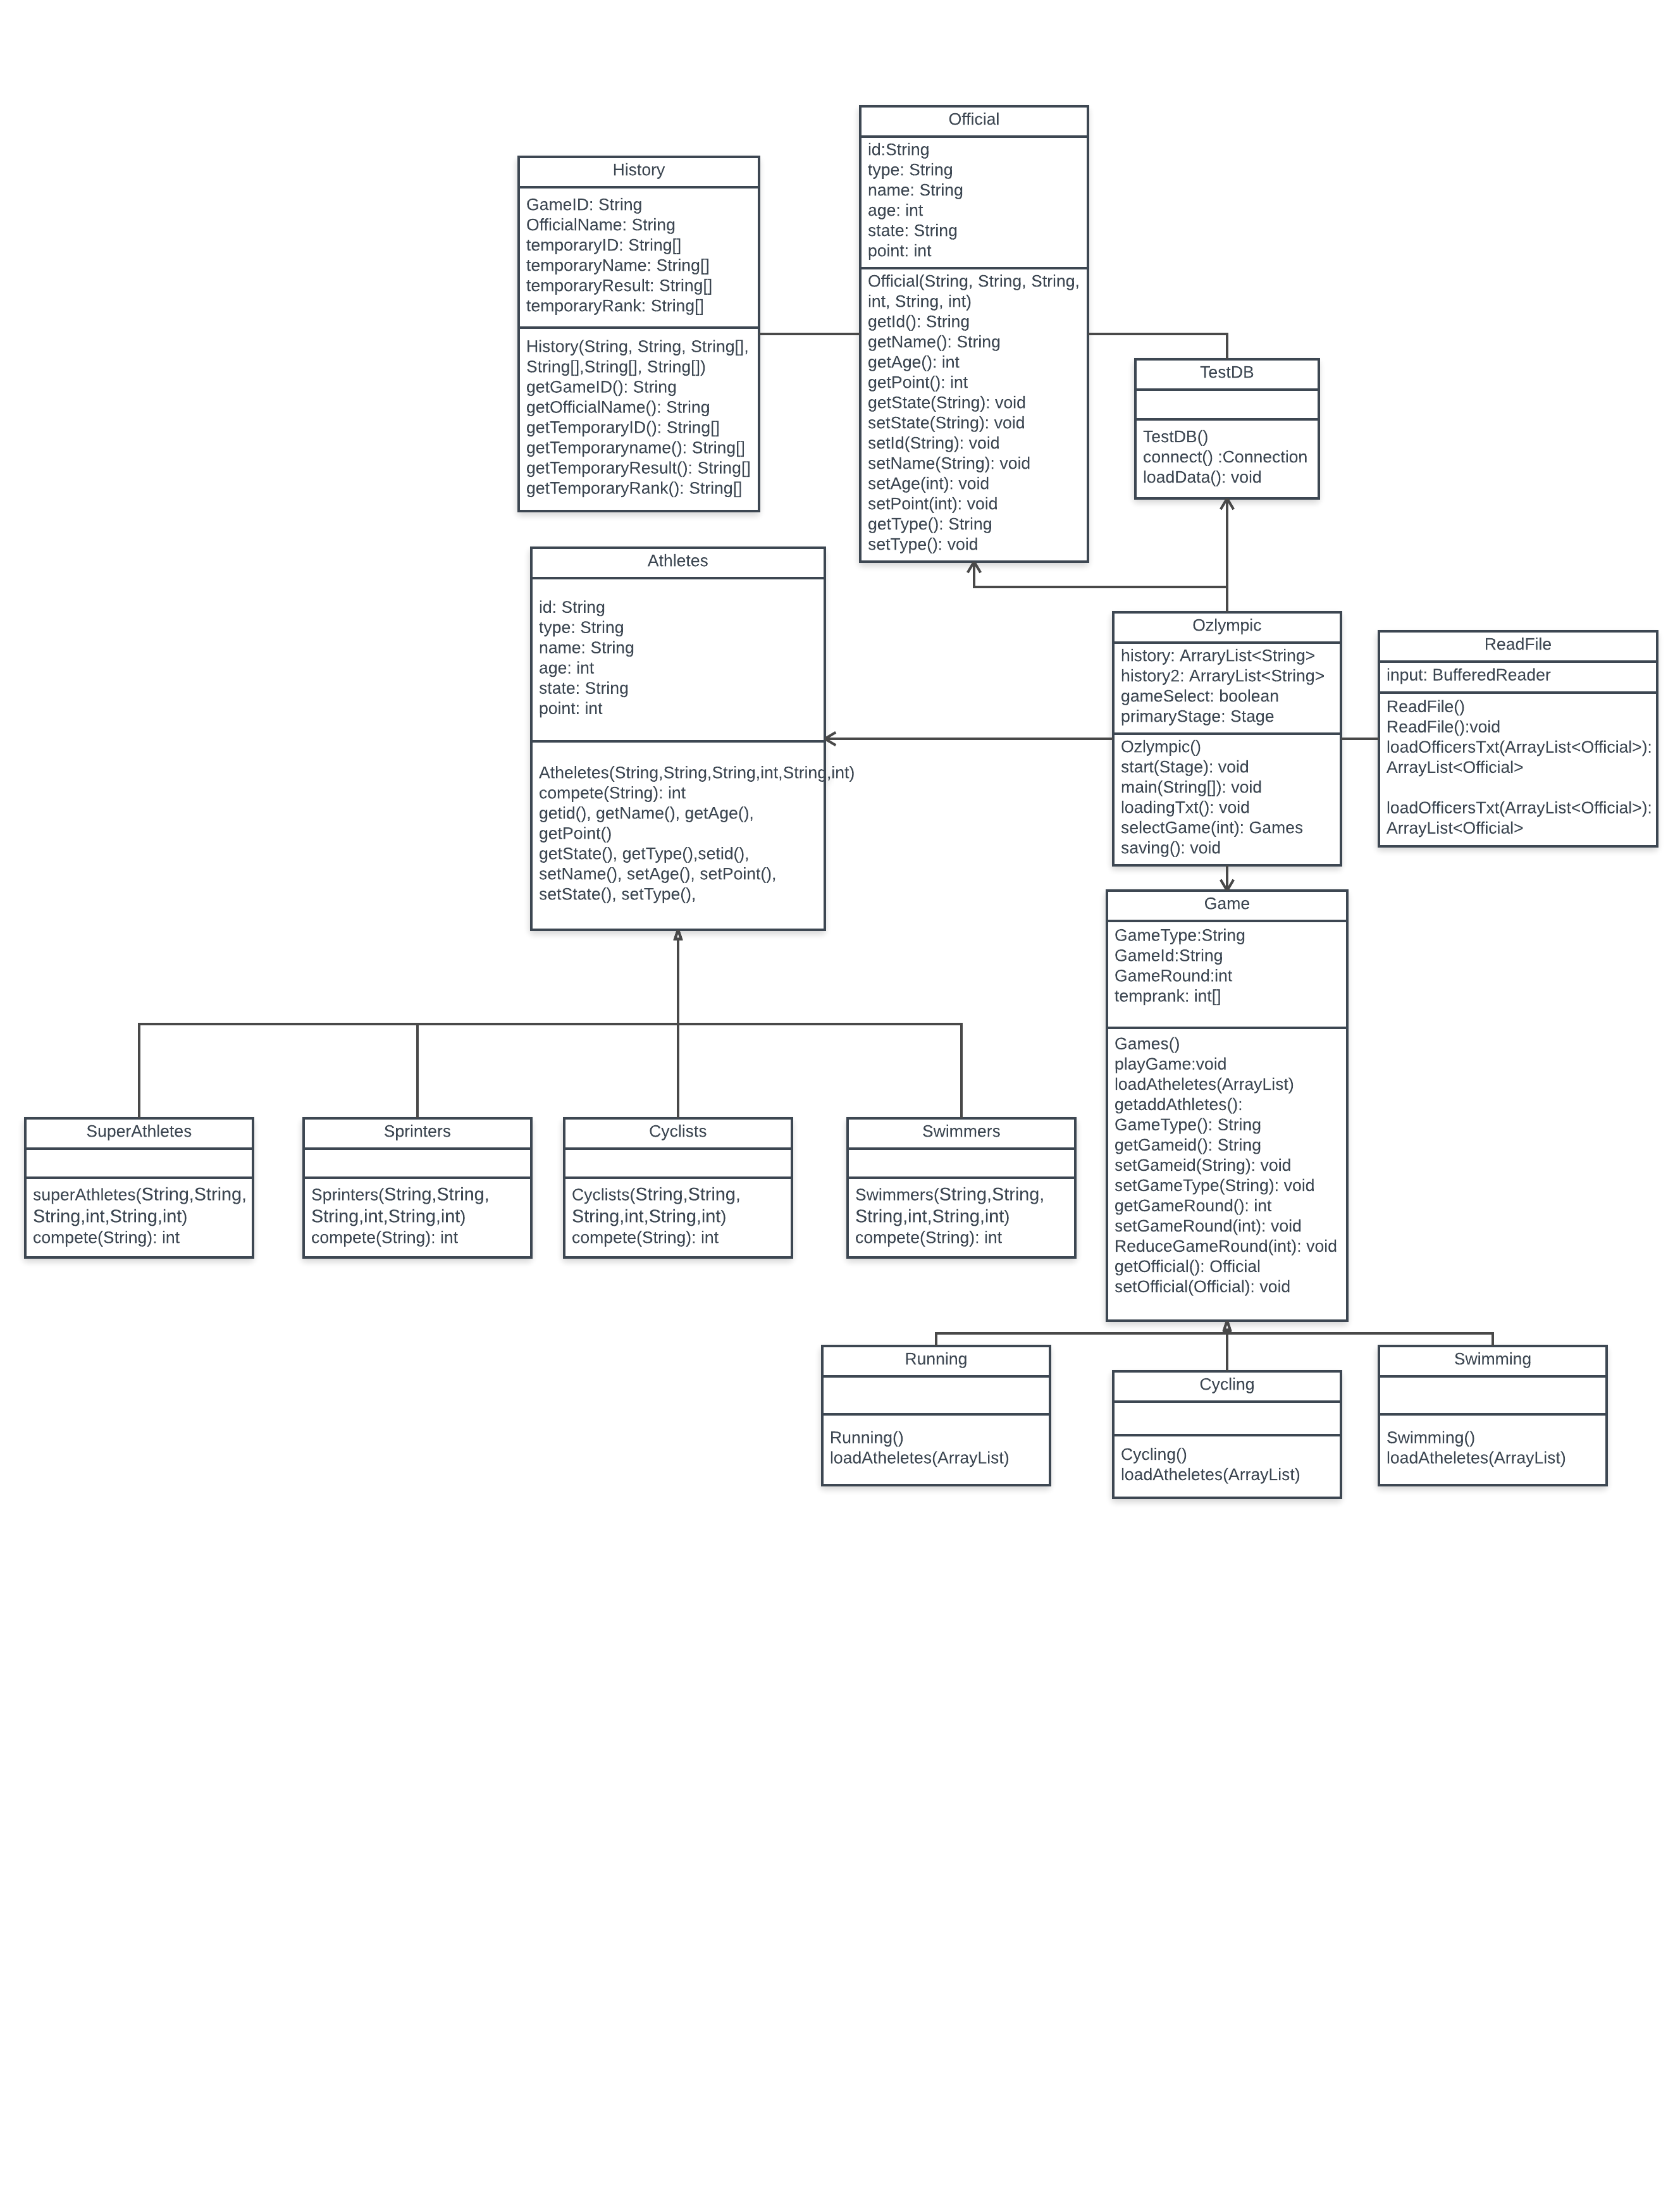 Official
id:String
type: String
name: String
age: int
state: String
point: int
Official(String, String, String,
int, String, int)
getId(): String
getName(): String
getAge(): int
getPoint(): int
getState(String): void
setState(String): void
setId(String): void
setName(String): void
setAge(int): void
setPoint(int): void
getType(): String
setType(): void
History
GameID: String
OfficialName: String
temporaryID: String[]
temporaryName: String[]
temporaryResult: String[]
temporaryRank: String[]
History(String, String, String[],
String[],String[], String[])
getGameID(): String
getOfficialName(): String
getTemporaryID(): String[]
getTemporaryname(): String[]
getTemporaryResult(): String[]
getTemporaryRank(): String[]
TestDB
TestDB()
connect() :Connection
loadData(): void
Athletes
id: String
type: String
name: String
age: int
state: String
point: int
Atheletes(String,String,String,int,String,int)
compete(String): int
getid(), getName(), getAge(),
getPoint()
getState(), getType(),setid(),
setName(), setAge(), setPoint(),
setState(), setType(),
Ozlympic
history: ArraryList<String>
history2: ArraryList<String>
gameSelect: boolean
primaryStage: Stage
Ozlympic()
start(Stage): void
main(String[]): void
loadingTxt(): void
selectGame(int): Games
saving(): void
ReadFile
input: BufferedReader
ReadFile()
ReadFile():void
loadOfficersTxt(ArrayList<Official>):
ArrayList<Official>
loadOfficersTxt(ArrayList<Official>):
ArrayList<Official>
Game
GameType:String
GameId:String
GameRound:int
temprank: int[]
Games()
playGame:void
loadAtheletes(ArrayList)
getaddAthletes():
GameType(): String
getGameid(): String
setGameid(String): void
setGameType(String): void
getGameRound(): int
setGameRound(int): void
ReduceGameRound(int): void
getOfficial(): Official
setOfficial(Official): void
SuperAthletes
superAthletes(String,String,
String,int,String,int)
compete(String): int
Sprinters
Sprinters(String,String,
String,int,String,int)
compete(String): int
Cyclists
Cyclists(String,String,
String,int,String,int)
compete(String): int
Swimmers
Swimmers(String,String,
String,int,String,int)
compete(String): int
Running
Running()
loadAtheletes(ArrayList)
Cycling
Cycling()
loadAtheletes(ArrayList)
Swimming
Swimming()
loadAtheletes(ArrayList)